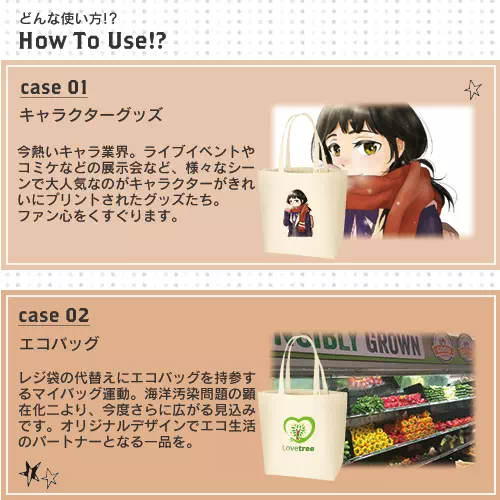 どんな使い方!?
How To Use!?
case 01
キャラクターグッズ
今熱いキャラ業界。ライブイベントや
コミケなどの展示会など、様々なシー
ンで大人気なのがキャラクターがきれ
いにプリントされたグッズたち。
ファン心をくすぐります。
case 02
エコバッグ
レジ袋の代替えにエコバッグを持参す
るマイバッグ運動。海洋汚染問題の顕
在化二より、今度さらに広がる見込み
です。オリジナルデザインでエコ生活
のパートナーとなる一品を。
NSIBLY GROWN
Lovetree